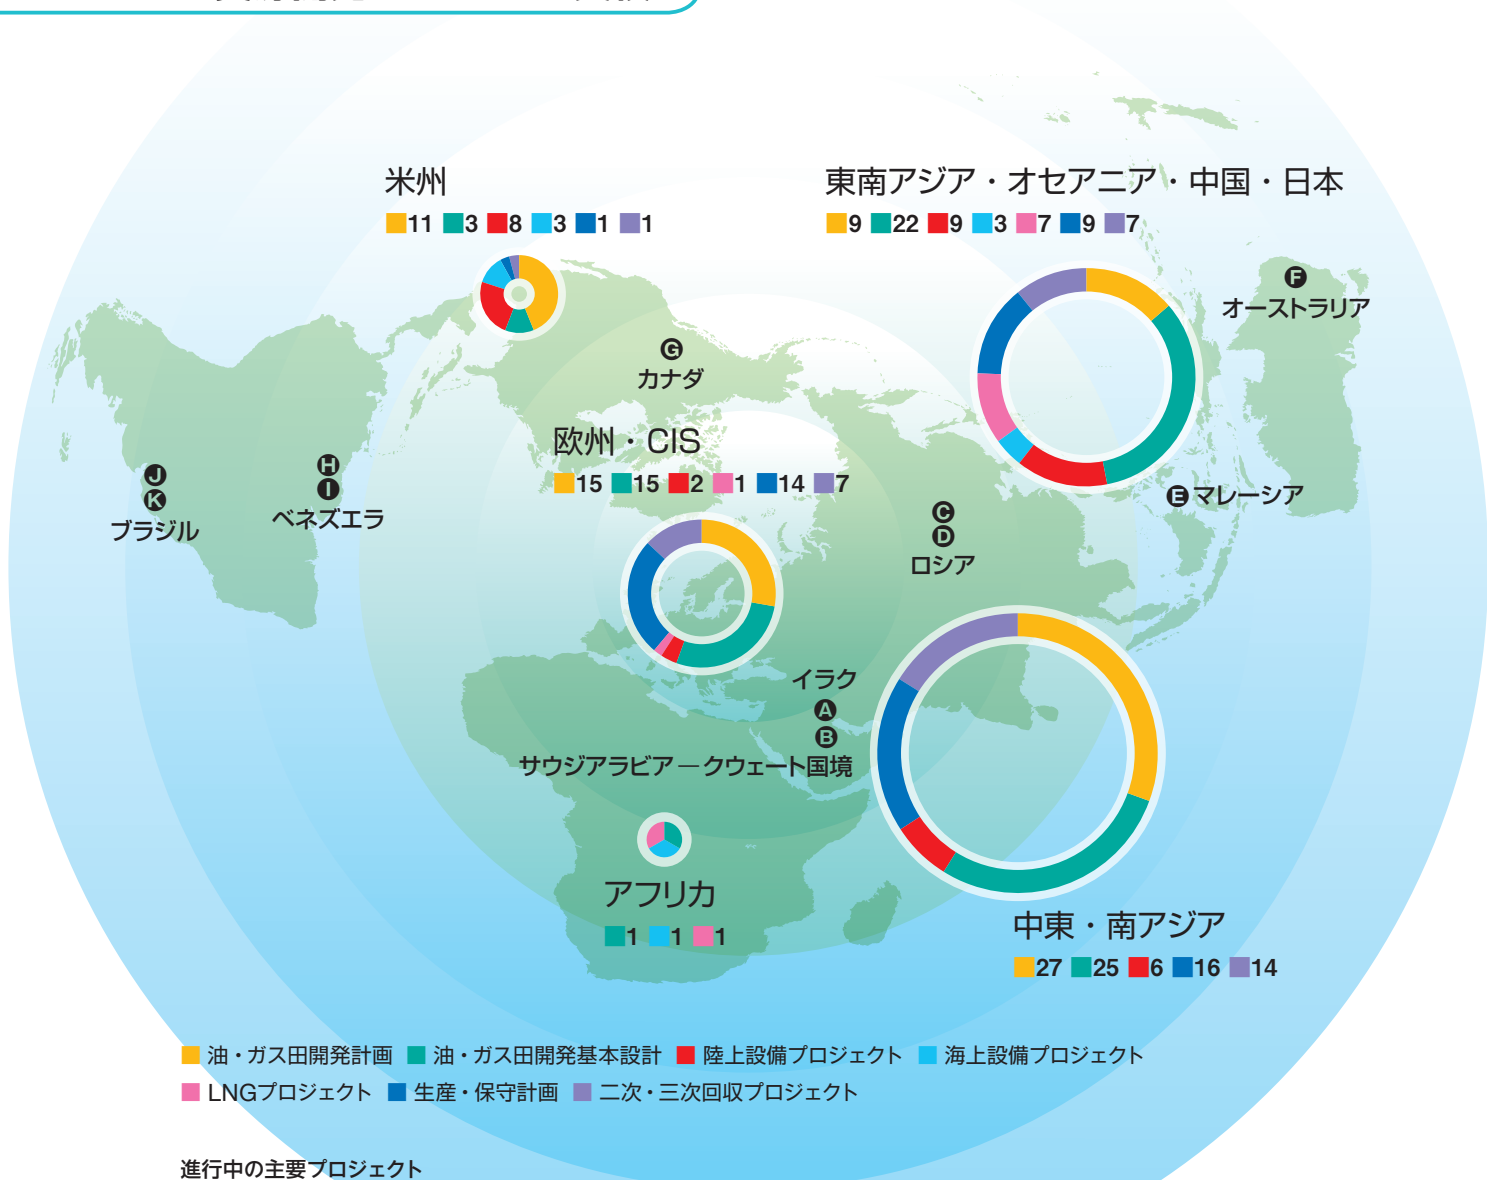 米州
11 3 8 3 1 1
東南アジア・オセアニア・中国・日本
9 22 9 3 7 9 7
F
オーストラリア
G
カナダ
欧州・CIS
15 15 2 1 14 7
J
K
ブラジル
H
I
ベネズエラ
C
D
ロシア
E マレーシア
イラク
A
B
サウジアラビア―クウェート国境
アフリカ
1 1 1
中東・南アジア
27 25 6 16 14
油・ガス田開発計画 油・ガス田開発基本設計 陸上設備プロジェクト 海上設備プロジェクト
LNGプロジェクト 生産・保守計画 二次・三次回収プロジェクト
進行中の主要プロジェクト